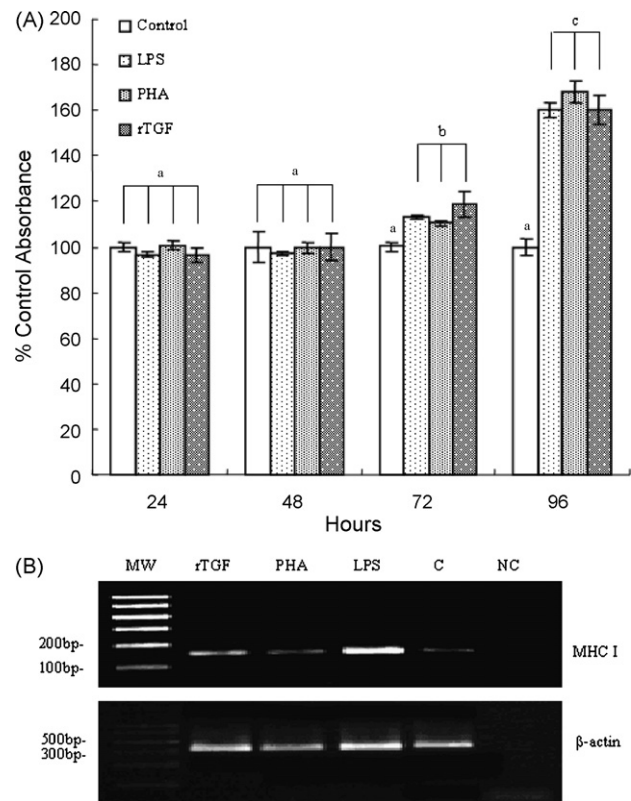 (A)
200
180
160
140
120
100
80
60
40
20
0
% Control Absorbance
Control
LPS
PHA
rTGF
a
a
a
b
a
c
24 48 72 96
Hours
(B)
MW rTGF PHA LPS C NC
200bp-
100bp-
MHC I
500bp-
300bp-
β-actin